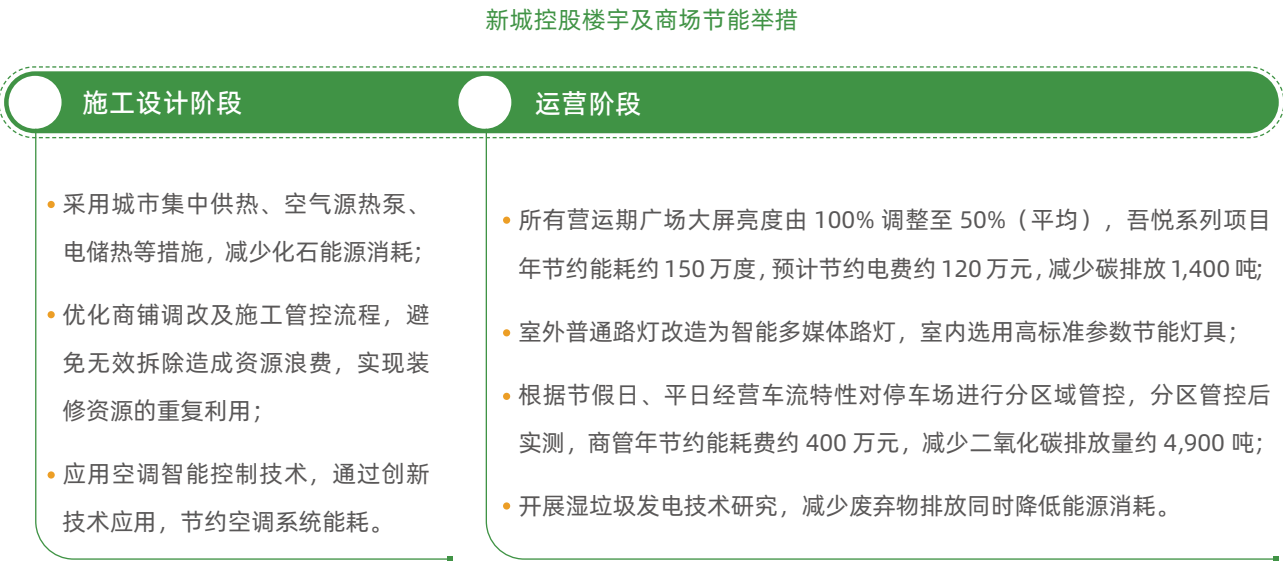 新城控股楼宇及商场节能举措
施工设计阶段
• 采用城市集中供热、空气源热泵、
电储热等措施，减少化石能源消耗；
• 优化商铺调改及施工管控流程，避
免无效拆除造成资源浪费，实现装
修资源的重复利用；
• 应用空调智能控制技术，通过创新
技术应用，节约空调系统能耗。
运营阶段
• 所有营运期广场大屏亮度由 100% 调整至 50%（平均），吾悦系列项目
年节约能耗约 150 万度，预计节约电费约 120 万元，减少碳排放 1,400 吨；
• 室外普通路灯改造为智能多媒体路灯，室内选用高标准参数节能灯具；
• 根据节假日、平日经营车流特性对停车场进行分区域管控，分区管控后
实测，商管年节约能耗费约 400 万元，减少二氧化碳排放量约 4,900 吨；
• 开展湿垃圾发电技术研究，减少废弃物排放同时降低能源消耗。